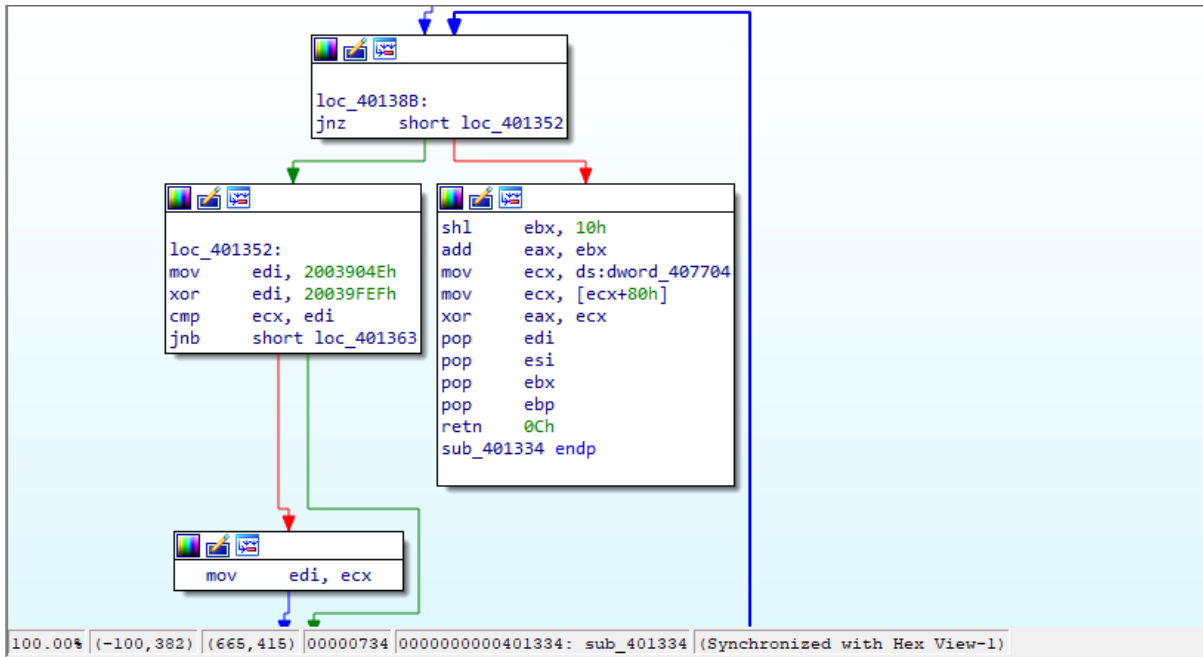 loc_40138B:
jnz short loc_401352
loc_401352:
mov edi, 2003904Eh
xor edi, 20039FEFh
cmp ecx, edi
jnb short loc_401363
shl ebx, 10h
add eax, ebx
mov ecx, ds:dword_407704
mov ecx, [ecx+80h]
xor eax, ecx
pop edi
pop esi
pop ebx
pop ebp
retn 0Ch
sub_401334 endp
mov edi, ecx
100.00% (-100,382) (665,415) 00000734 0000000000401334: sub_401334 (Synchronized with Hex View-1)